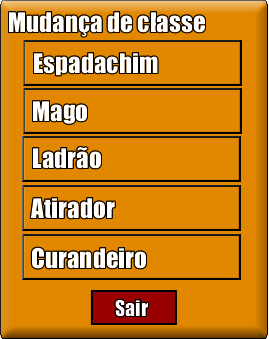 Mudança de classe
Espadachim
Mago
Ladrão
Atirador
Curandeiro
Sair